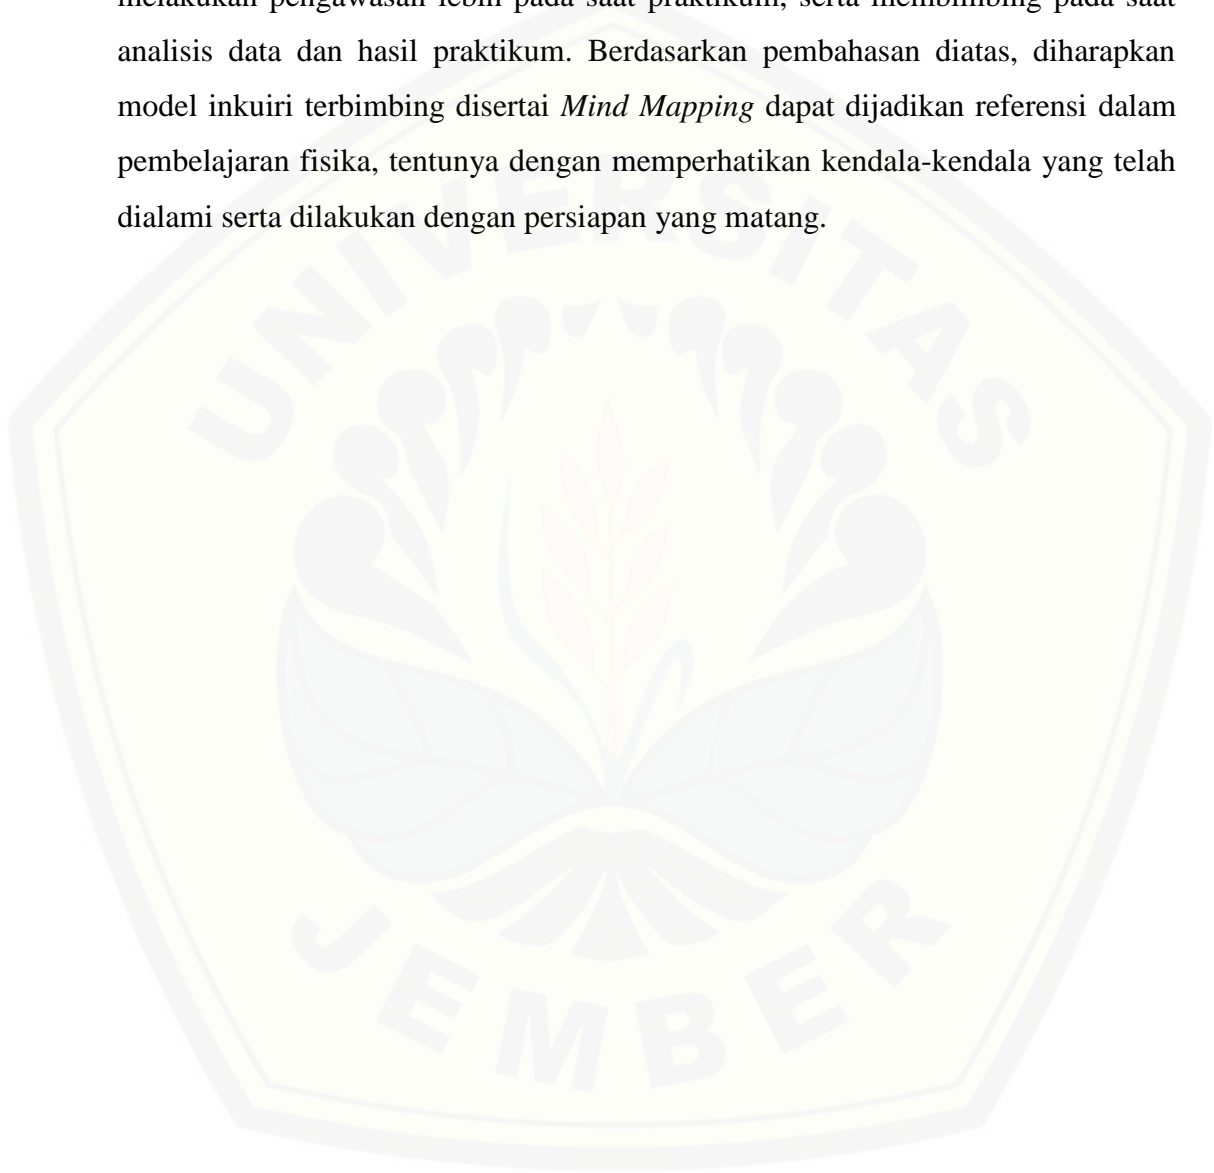 melakukan pengawasan lebih pada saat praktikum, serta membimbing pada saat
analisis data dan hasil praktikum. Berdasarkan pembahasan diatas, diharapkan
model inkuiri terbimbing disertai Mind Mapping dapat dijadikan referensi dalam
pembelajaran fisika, tentunya dengan memperhatikan kendala-kendala yang telah
dialami serta dilakukan dengan persiapan yang matang.
UNIVERSITAS
JEMBER